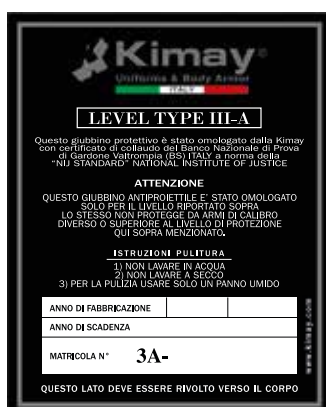 Kimay®
Uniforms & Body Armor
ITALY
LEVEL TYPE III-A
Questo giubbino protettivo è stato omologato dalla Kimay
con certificato di collaudo del Banco Nazionale di Prova
di Gardone Valtrompia (BS) ITALY a norma della
"NIJ STANDARD" NATIONAL INSTITUTE OF JUSTICE
ATTENZIONE
QUESTO GIUBBINO ANTIPROIETTILE E' STATO OMOLOGATO
SOLO PER IL LIVELLO RIPORTATO SOPRA
LO STESSO NON PROTEGGE DA ARMI DI CALIBRO
DIVERSO O SUPERIORE AL LIVELLO DI PROTEZIONE
QUI SOPRA MENZIONATO.
ISTRUZIONI PULITURA
1) NON LAVARE IN ACQUA
2) NON LAVARE A SECCO
3) PER LA PULIZIA USARE SOLO UN PANNO UMIDO
ANNO DI FABBRICAZIONE
ANNO DI SCADENZA
MATRICOLA N° 3A-
www.kimay.com
QUESTO LATO DEVE ESSERE RIVOLTO VERSO IL CORPO